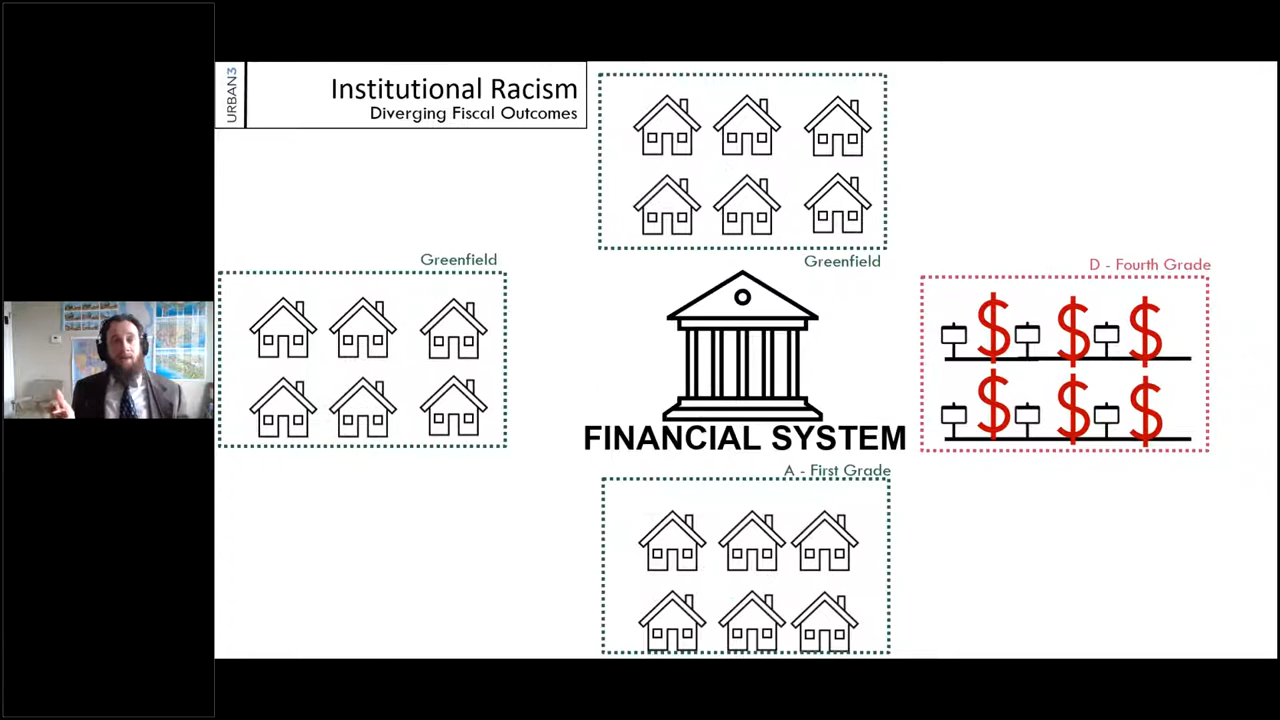 URBAN3
Institutional Racism
Diverging Fiscal Outcomes
Greenfield
Greenfield
D - Fourth Grade
$ $ $
$ $ $
FINANCIAL SYSTEM
A - First Grade